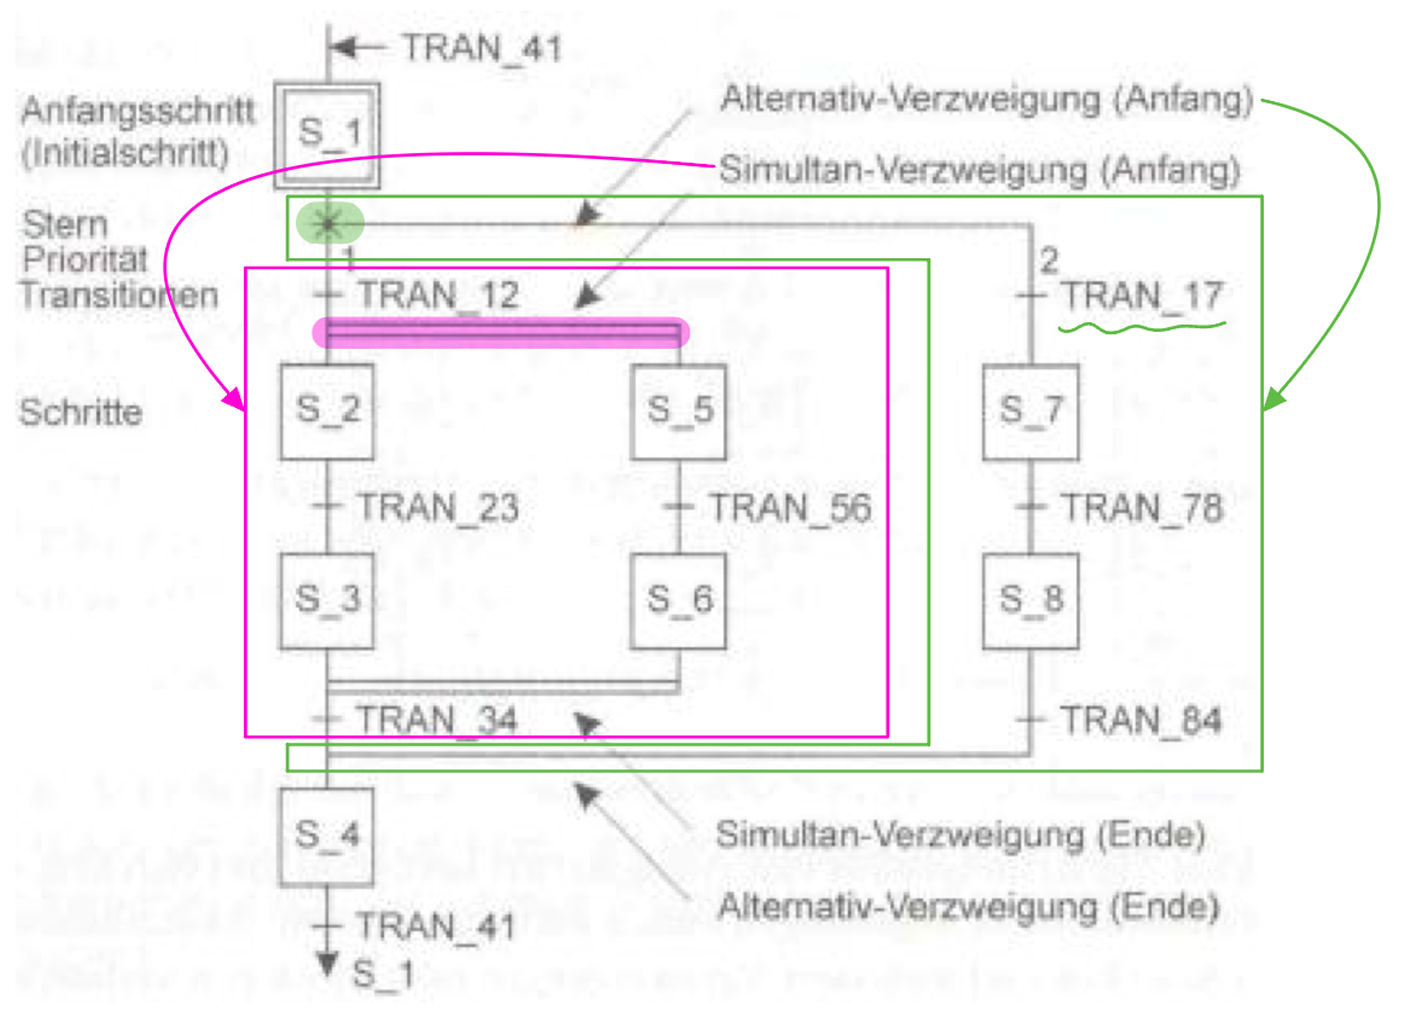 TRAN_41
Anfangsschritt
(Initialschritt)
S_1
Alternativ-Verzweigung (Anfang)
Simultan-Verzweigung (Anfang)
Stern
Priorität
1
2
Transitionen
TRAN_12
TRAN_17
Schritte
S_2
S_5
S_7
TRAN_23
TRAN_56
TRAN_78
S_3
S_6
S_8
TRAN_34
TRAN_84
S_4
Simultan-Verzweigung (Ende)
Alternativ-Verzweigung (Ende)
TRAN_41
S_1